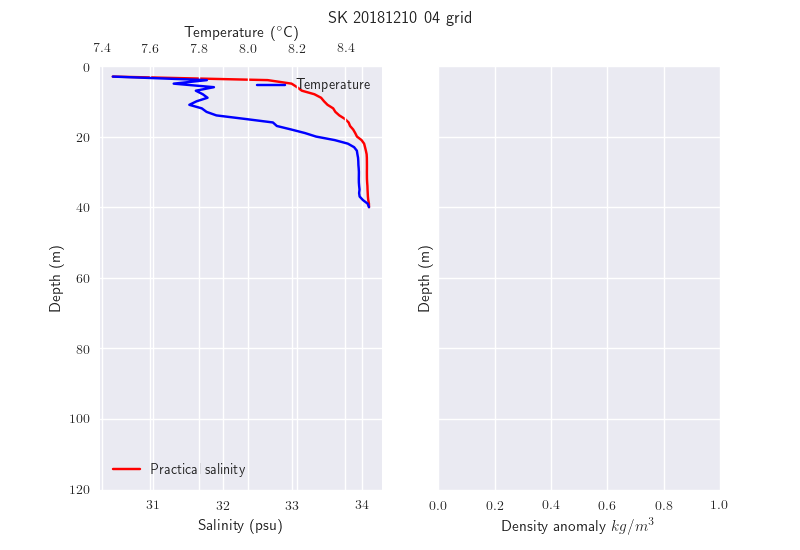 SK 20181210 04 grid
Temperature (°C)
7.4 7.6 7.8 8.0 8.2 8.4
0
20
40
60
80
100
120
Depth (m)
Temperature
Practica salinity
31 32 33 34
Salinity (psu)
Depth (m)
0.0 0.2 0.4 0.6 0.8 1.0
Density anomaly kg/m³